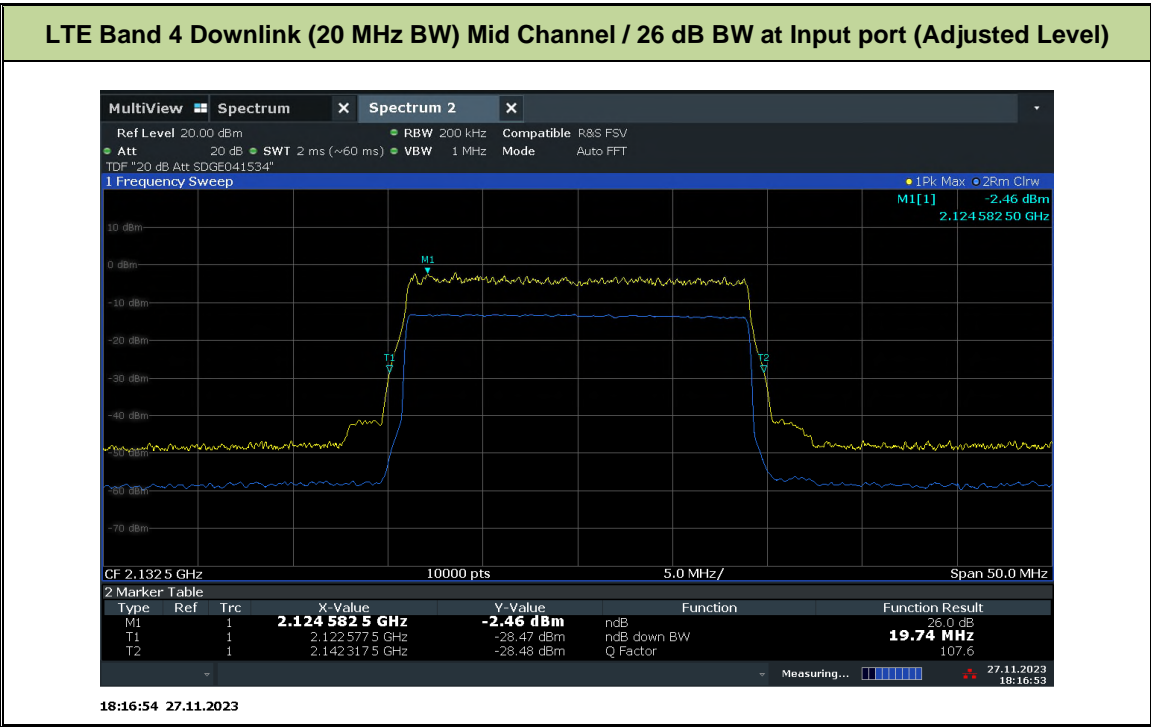 LTE Band 4 Downlink (20 MHz BW) Mid Channel / 26 dB BW at Input port (Adjusted Level)
MultiView Spectrum X Spectrum 2 X
Ref Level 20.00 dBm RBW 200 kHz Compatible R&S FSV
Att 20 dB SWT 2 ms (~60 ms) VBW 1 MHz Mode Auto FFT
TDF "20 dB Att SDGE041534"
1 Frequency Sweep 1Pk Max 2Rm Clrw
M1[1] -2.46 dBm
2.124 582 50 GHz
10 dBm
M1
0 dBm
-10 dBm
-20 dBm
T1 T2
-30 dBm
-40 dBm
-50 dBm
-60 dBm
-70 dBm
CF 2.1325 GHz 10000 pts 5.0 MHz/ Span 50.0 MHz
2 Marker Table
Type Ref Trc X-Value Y-Value Function Function Result
M1 1 2.124 582 5 GHz -2.46 dBm ndB 26.0 dB
T1 1 2.122 577 5 GHz -28.47 dBm ndB down BW 19.74 MHz
T2 1 2.142 317 5 GHz -28.48 dBm Q Factor 107.6
Measuring... 27.11.2023
18:16:53
18:16:54 27.11.2023